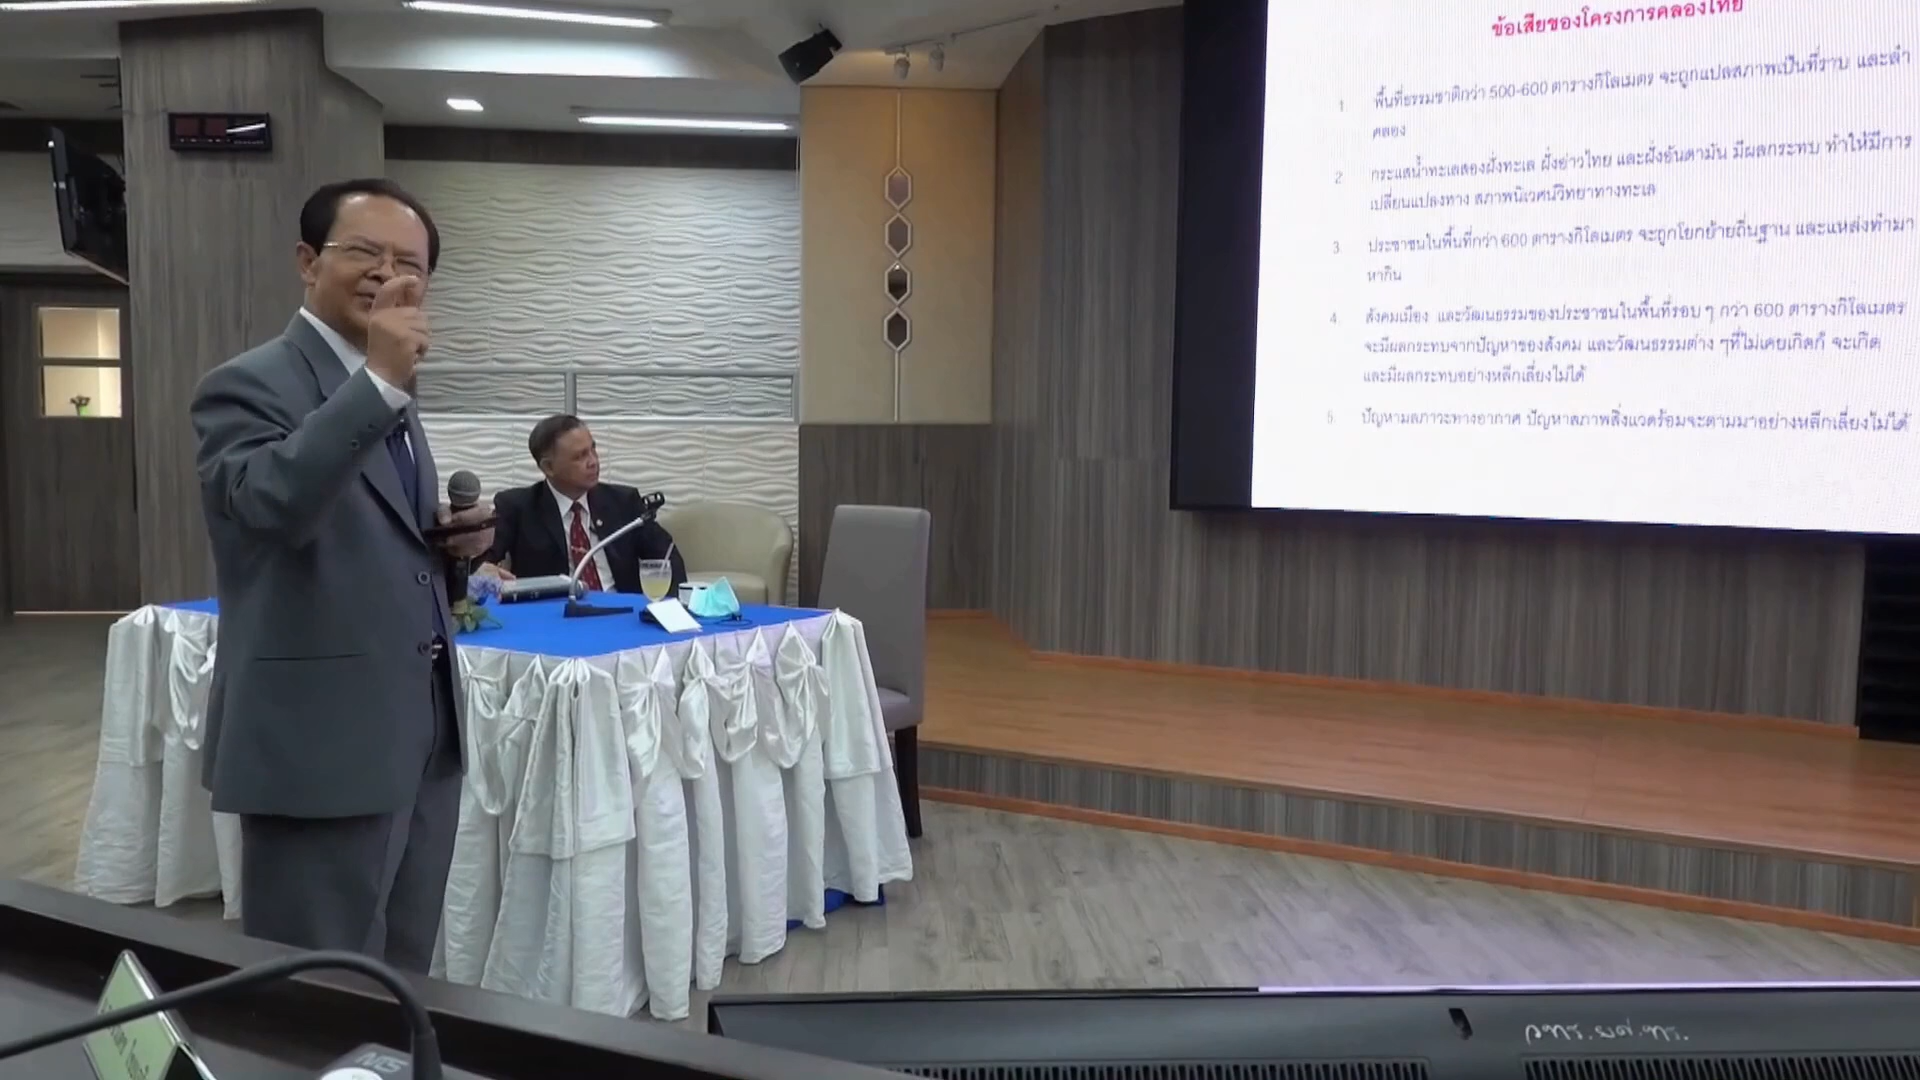 ข้อเสียของโครงการคลองไทย
1 พื้นที่ธรรมชาติกว่า 500-600 ตารางกิโลเมตร จะถูกแปลสภาพเป็นที่ราบ และลำ
คลอง
2 กระแสน้ำทะเลสองฝั่งทะเล ฝั่งอ่าวไทย และฝั่งอันดามัน มีผลกระทบ ทำให้มีการ
เปลี่ยนแปลงทาง สภาพนิเวศน์วิทยาทางทะเล
3 ประชาชนในพื้นที่กว่า 600 ตารางกิโลเมตร จะถูกโยกย้ายถิ่นฐาน และแหล่งทำมา
หากิน
4. สังคมเมือง และวัฒนธรรมของประชาชนในพื้นที่รอบ ๆ กว่า 600 ตารางกิโลเมตร
จะมีผลกระทบจากปัญหาของสังคม และวัฒนธรรมต่าง ๆที่ไม่เคยเกิดก็ จะเกิด
และมีผลกระทบอย่างหลีกเลี่ยงไม่ได้
5. ปัญหามลภาวะทางอากาศ ปัญหาสภาพสิ่งแวดร้อมจะตามมาอย่างหลีกเลี่ยงไม่ได้
วทร.ยศ.ทร.
MTS